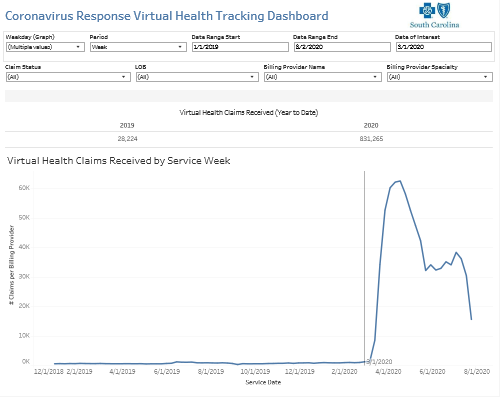 Coronavirus Response Virtual Health Tracking Dashboard
South Carolina
Weekday (Graph) Period Date Range Start Date Range End Date of Interest
(Multiple values) Week 1/1/2019 8/2/2020 3/1/2020
Claim Status LOB Billing Provider Name Billing Provider Specialty
(All) (All) (All) (All)
Virtual Health Claims Received (Year to Date)
2019 2020
28,224 831,265
Virtual Health Claims Received by Service Week
# Claims per Billing Provider
60K
50K
40K
30K
20K
10K
0K
3/1/2020
12/1/2018 2/1/2019 4/1/2019 6/1/2019 8/1/2019 10/1/2019 12/1/2019 2/1/2020 4/1/2020 6/1/2020 8/1/2020
Service Date